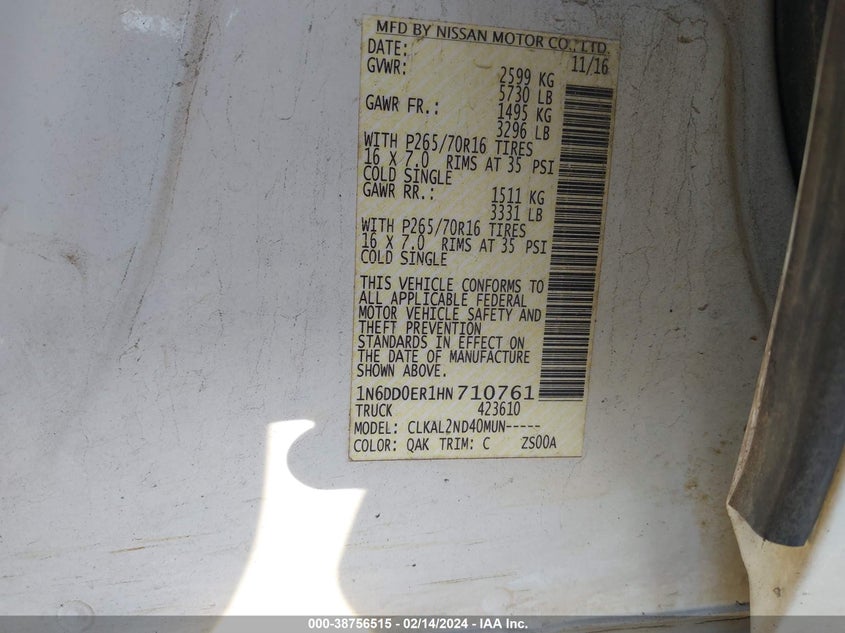 MFD BY NISSAN MOTOR CO., LTD.
DATE: 11/16
GVWR: 2599 KG
5730 LB
GAWR FR.: 1495 KG
3296 LB
WITH P265/70R16 TIRES
16 X 7.0 RIMS AT 35 PSI
COLD SINGLE
GAWR RR.: 1511 KG
3331 LB
WITH P265/70R16 TIRES
16 X 7.0 RIMS AT 35 PSI
COLD SINGLE
THIS VEHICLE CONFORMS TO
ALL APPLICABLE FEDERAL
MOTOR VEHICLE SAFETY AND
THEFT PREVENTION
STANDARDS IN EFFECT ON
THE DATE OF MANUFACTURE
SHOWN ABOVE.
1N6DD0ER1HN710761
TRUCK 423610
MODEL: CLKAL2ND40MUN-----
COLOR: QAK TRIM: C ZS00A
000-38756515 - 02/14/2024 - IAA Inc.